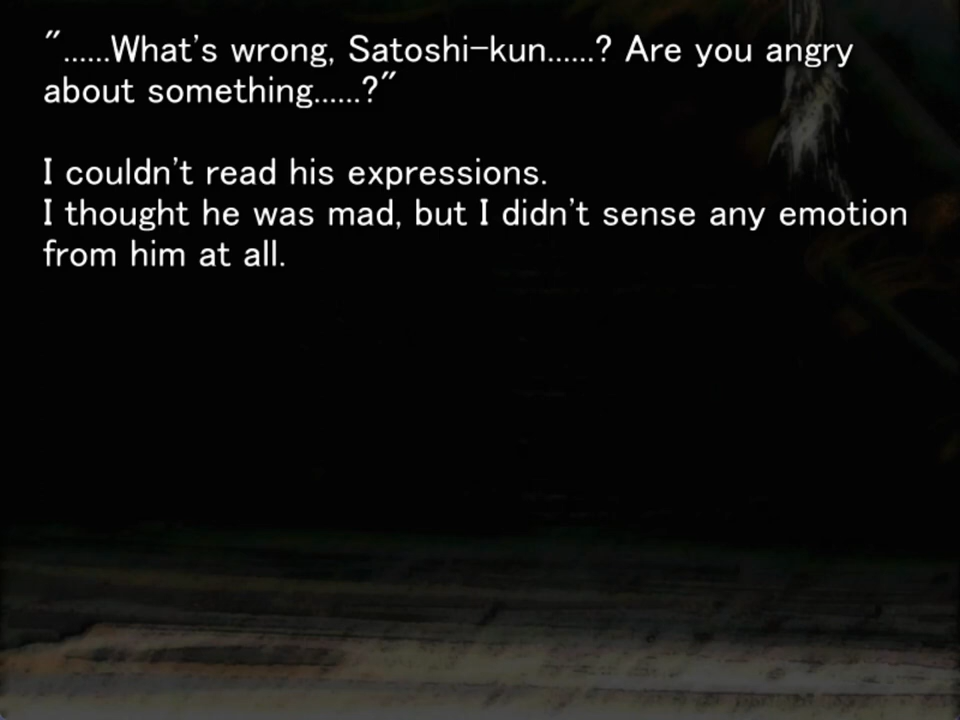 "......What's wrong, Satoshi-kun......? Are you angry
about something......?"
I couldn't read his expressions.
I thought he was mad, but I didn't sense any emotion
from him at all.